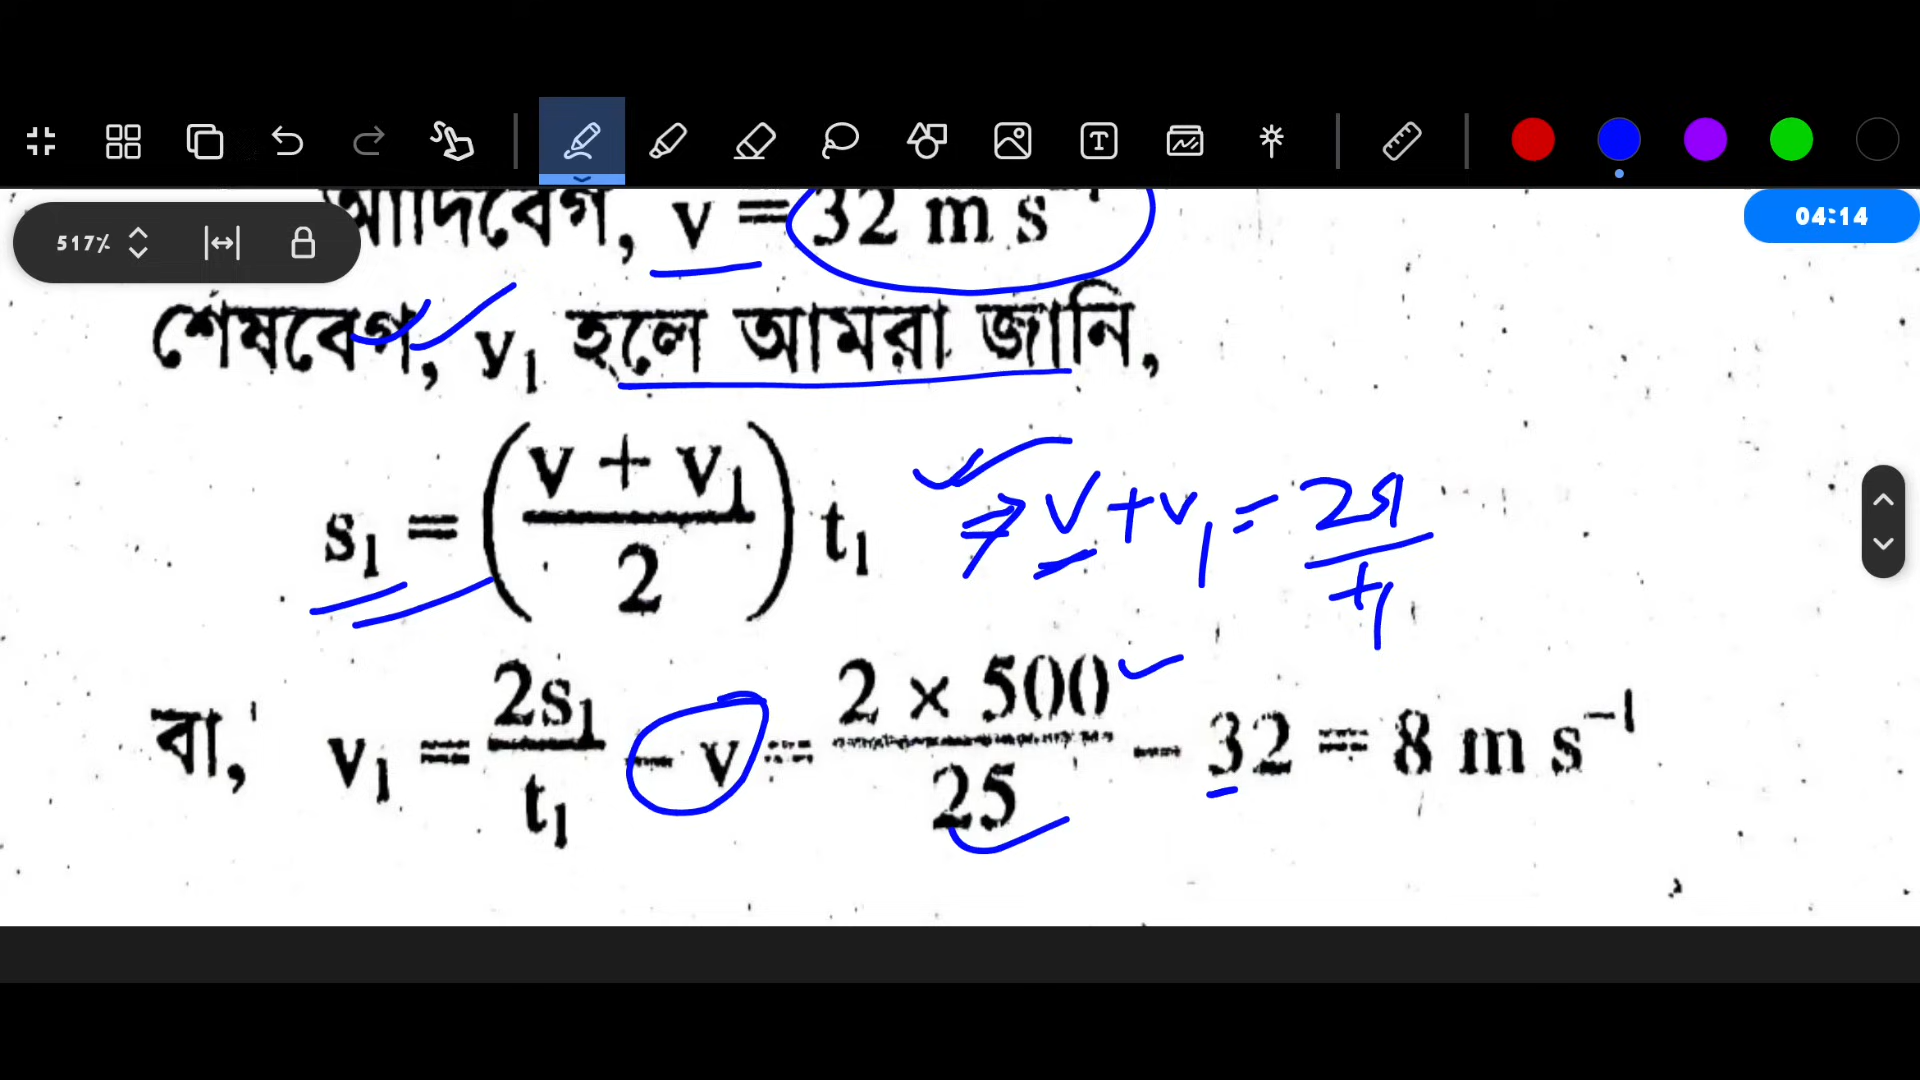 517%
04:14
আদিবেগ, v = 32 m s⁻¹
শেষবেগ, v₁ হলে আমরা জানি,
s₁ = ((v + v₁)/2) t₁ ⇒ v + v₁ = 2s₁/t₁
বা, v₁ = 2s₁/t₁ − v = (2 × 500)/25 − 32 = 8 m s⁻¹